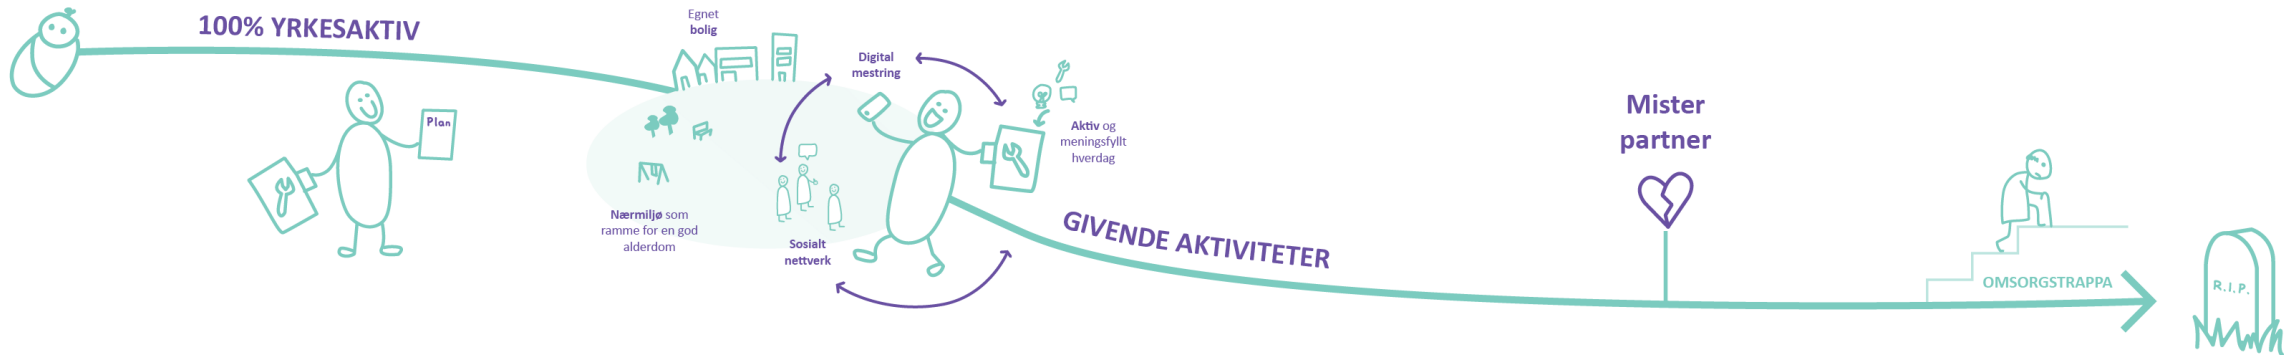 100% YRKESAKTIV
Plan
Egnet
bolig
Digital
mestring
Aktiv og
meningsfyllt
hverdag
Nærmiljø som
ramme for en god
alderdom
Sosialt
nettverk
GIVENDE AKTIVITETER
Mister
partner
OMSORGSTRAPPA
R.I.P.